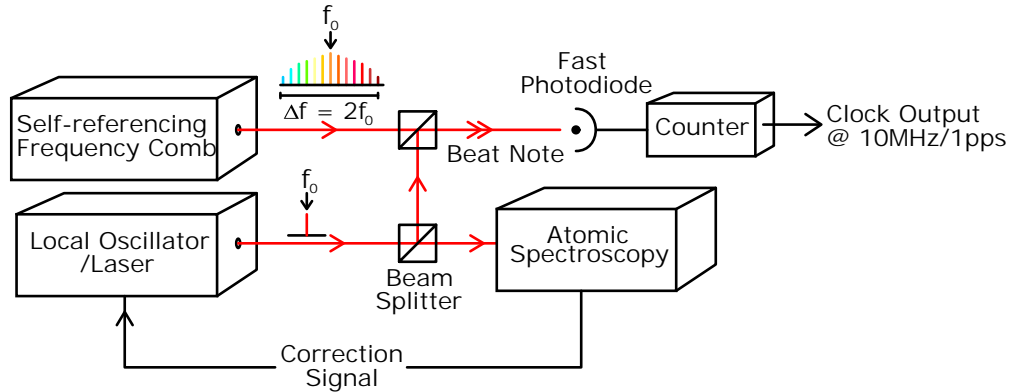 f₀
Δf = 2f₀
Self-referencing
Frequency Comb
Fast
Photodiode
Beat Note
Counter
Clock Output
@ 10MHz/1pps
f₀
Local Oscillator
/Laser
Beam
Splitter
Atomic
Spectroscopy
Correction
Signal